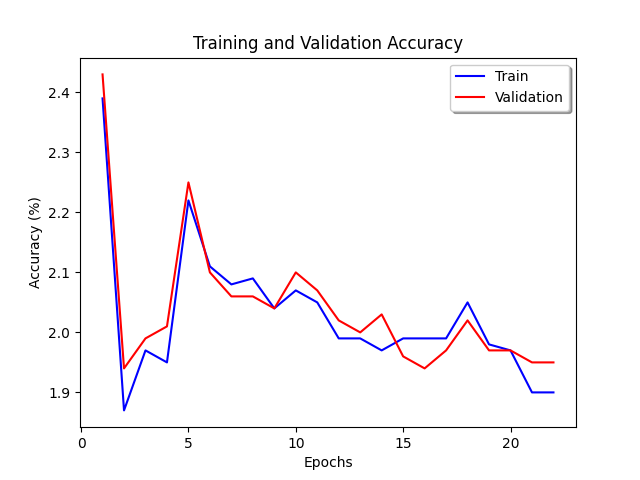 Training and Validation Accuracy
Train
Validation
Accuracy (%)
2.4
2.3
2.2
2.1
2.0
1.9
0 5 10 15 20
Epochs